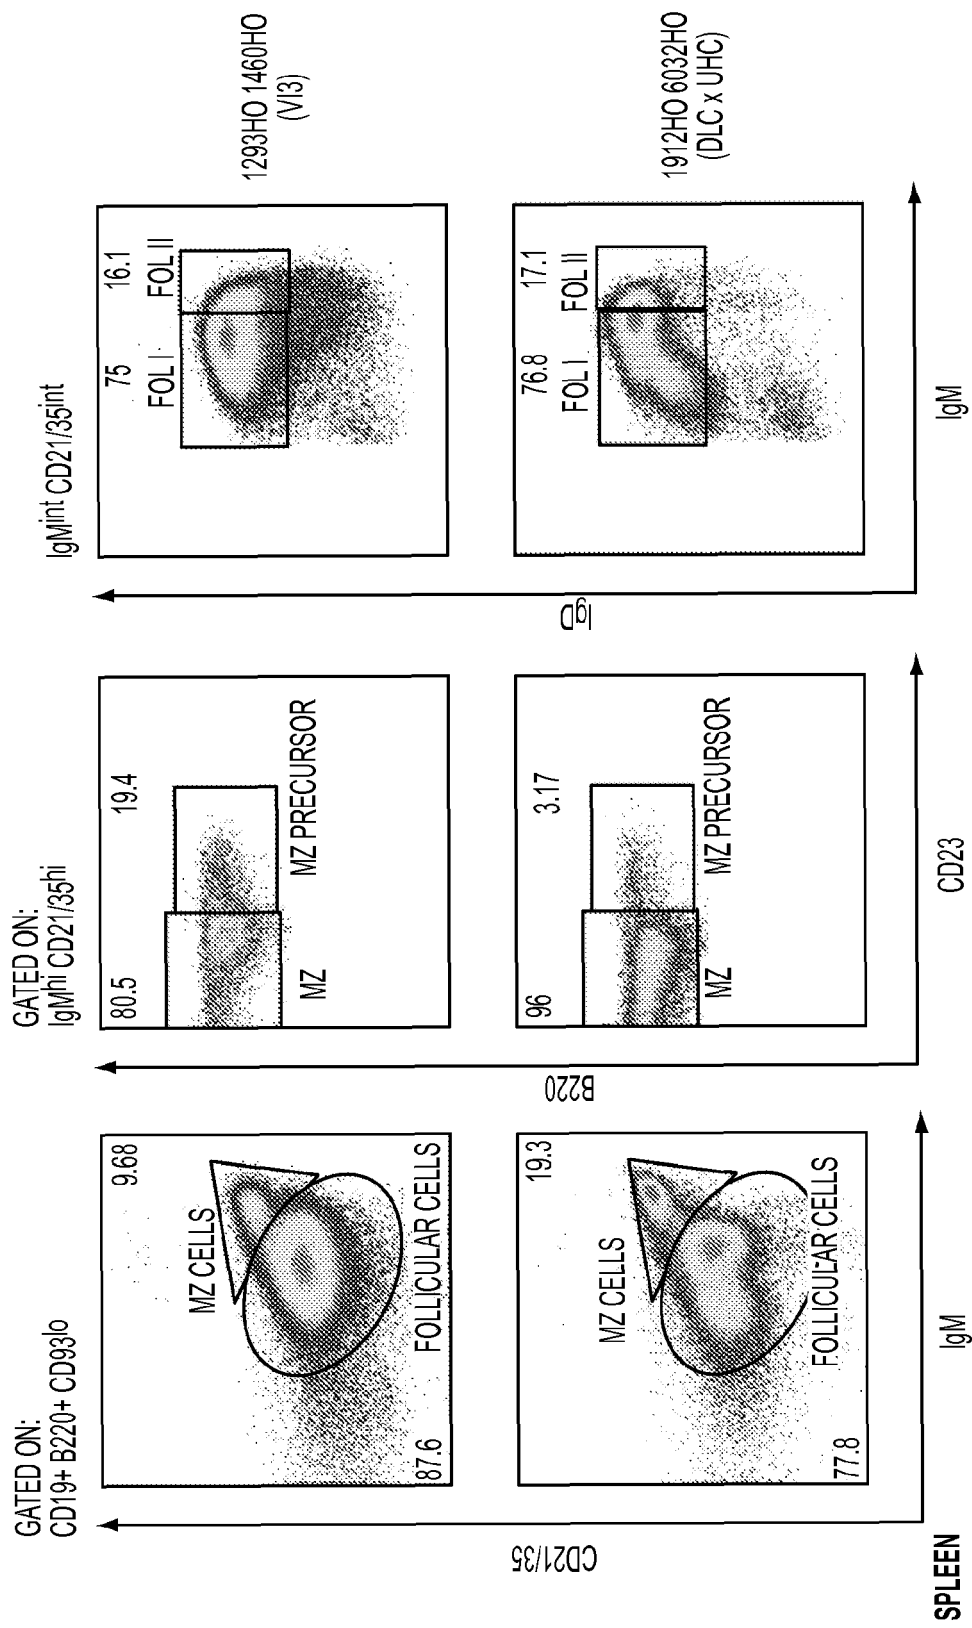 GATED ON:
CD19+ B220+ CD93lo
GATED ON:
IgMhi CD21/35hi
IgMint CD21/35int
9.68
MZ CELLS
FOLLICULAR CELLS
87.6
80.5
19.4
MZ
MZ PRECURSOR
75
16.1
FOL I
FOL II
1293HO 1460HO
(VI3)
19.3
MZ CELLS
FOLLICULAR CELLS
77.8
96
3.17
MZ
MZ PRECURSOR
76.8
17.1
FOL I
FOL II
1912HO 6032HO
(DLC x UHC)
CD21/35
B220
IgD
IgM
CD23
IgM
SPLEEN